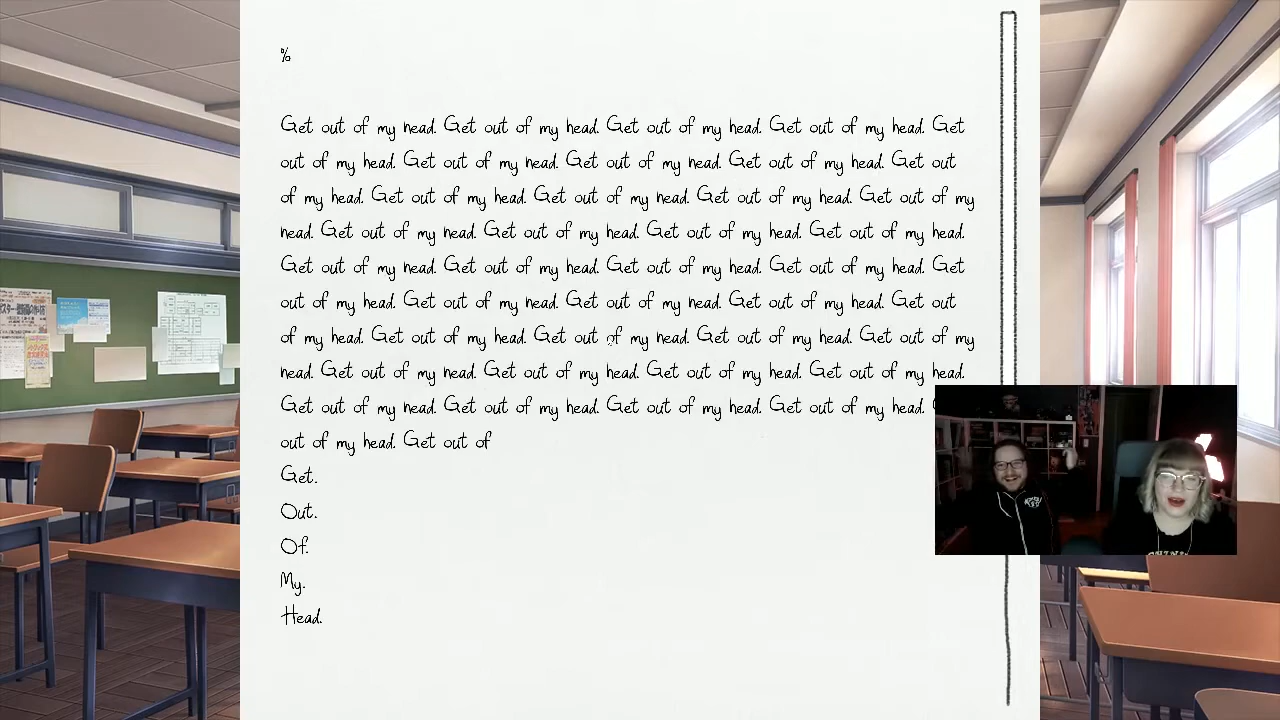 %
Get out of my head. Get out of my head. Get out of my head. Get out of my head. Get
out of my head. Get out of my head. Get out of my head. Get out of my head. Get out
of my head. Get out of my head. Get out of my head. Get out of my head. Get out of my
head. Get out of my head. Get out of my head. Get out of my head. Get out of my head.
Get out of my head. Get out of my head. Get out of my head. Get out of my head. Get
out of my head. Get out of my head. Get out of my head. Get out of my head. Get out
of my head. Get out of my head. Get out of my head. Get out of my head. Get out of my
head. Get out of my head. Get out of my head. Get out of my head. Get out of my head.
Get out of my head. Get out of my head. Get out of my head. Get out of my head.
out of my head. Get out of
Get.
Out.
Of.
My.
Head.